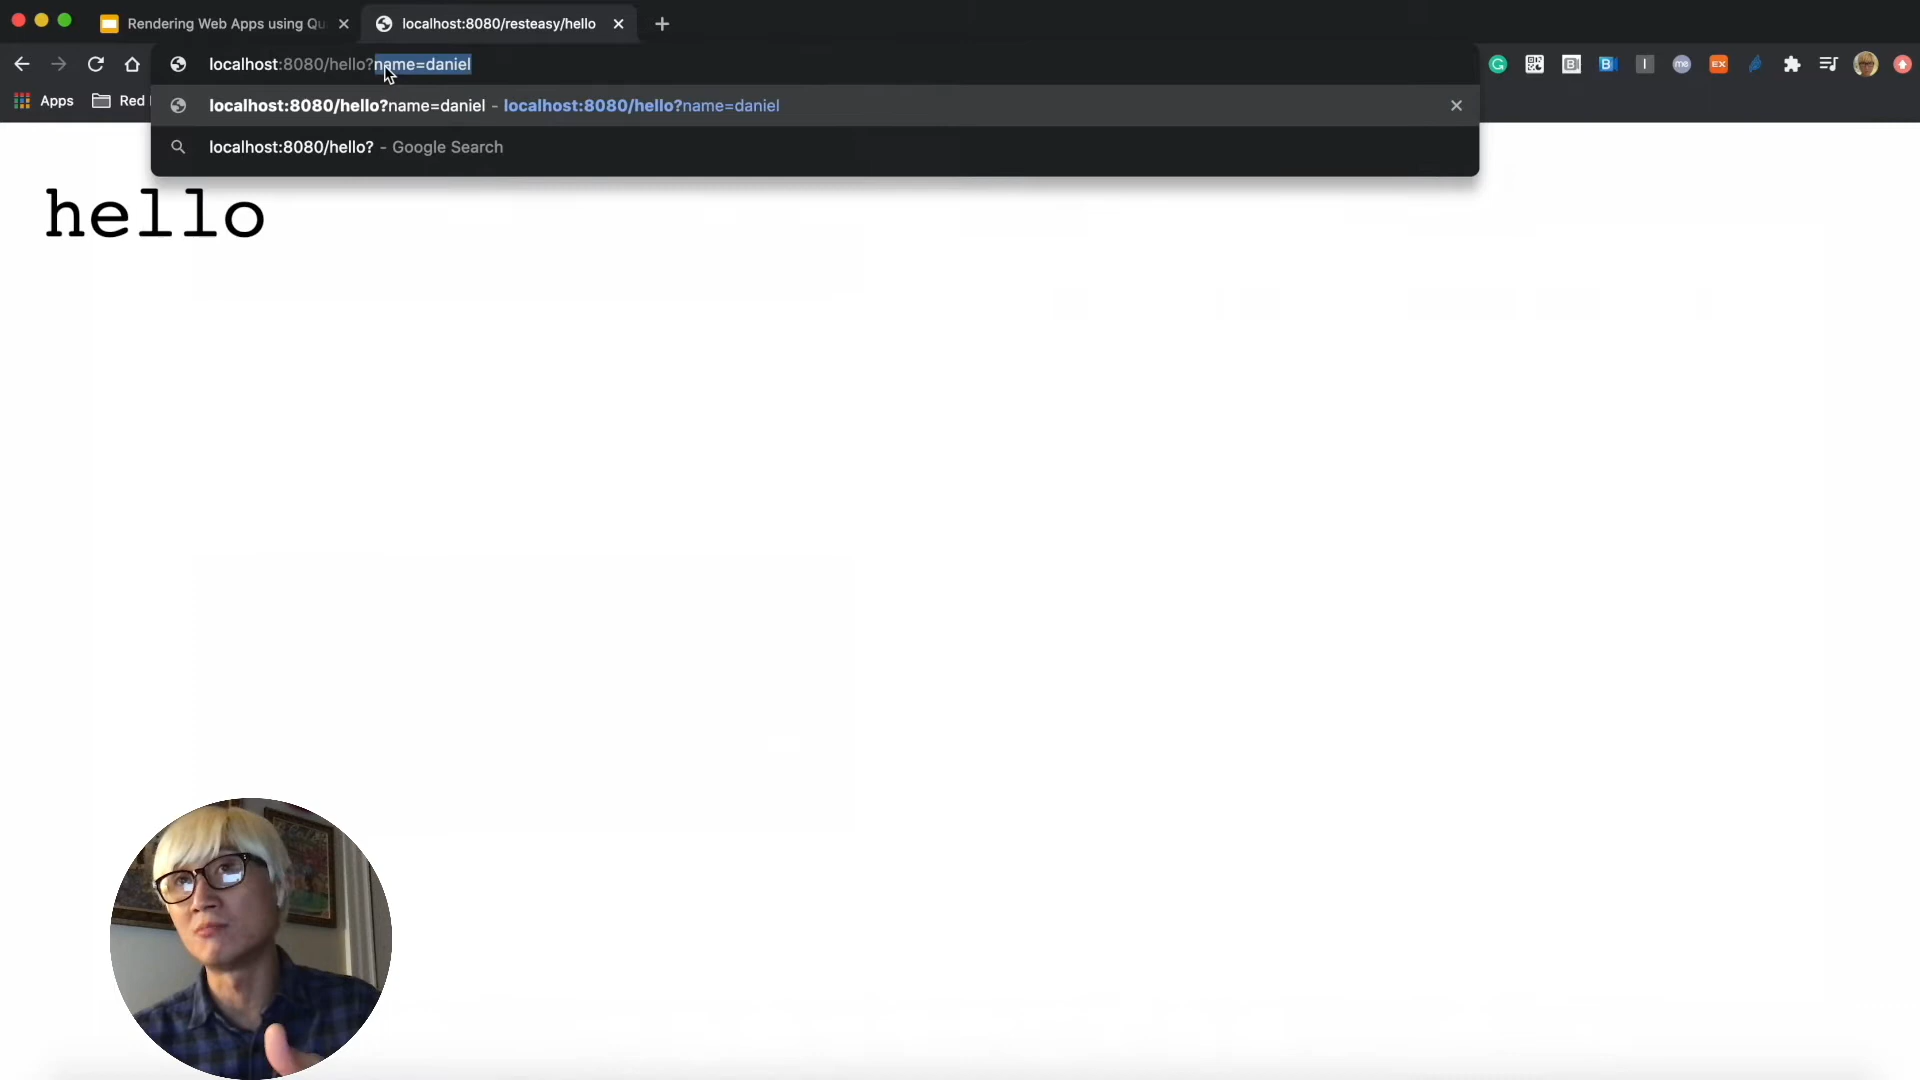 Rendering Web Apps using Qu
localhost:8080/resteasy/hello
localhost:8080/hello?name=daniel
Apps
Red
localhost:8080/hello?name=daniel - localhost:8080/hello?name=daniel
localhost:8080/hello? - Google Search
hello